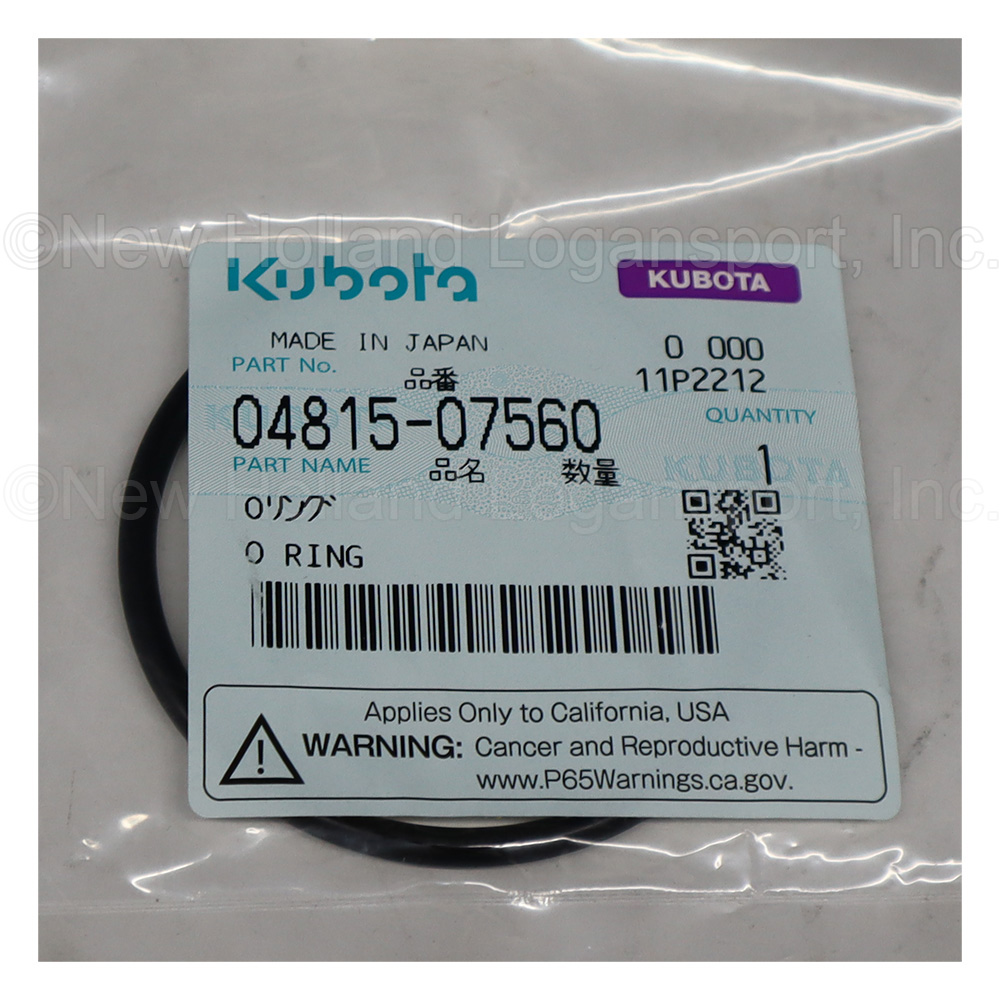 ©New Holland Logansport, Inc.
Kubota
KUBOTA
MADE IN JAPAN
0 000
PART No.
品番
11P2212
04815-07560
QUANTITY
PART NAME
品名
数量
1
KUBOTA
©New Holland Logansport, Inc.
Oリング
O RING
Applies Only to California, USA
WARNING: Cancer and Reproductive Harm -
www.P65Warnings.ca.gov.